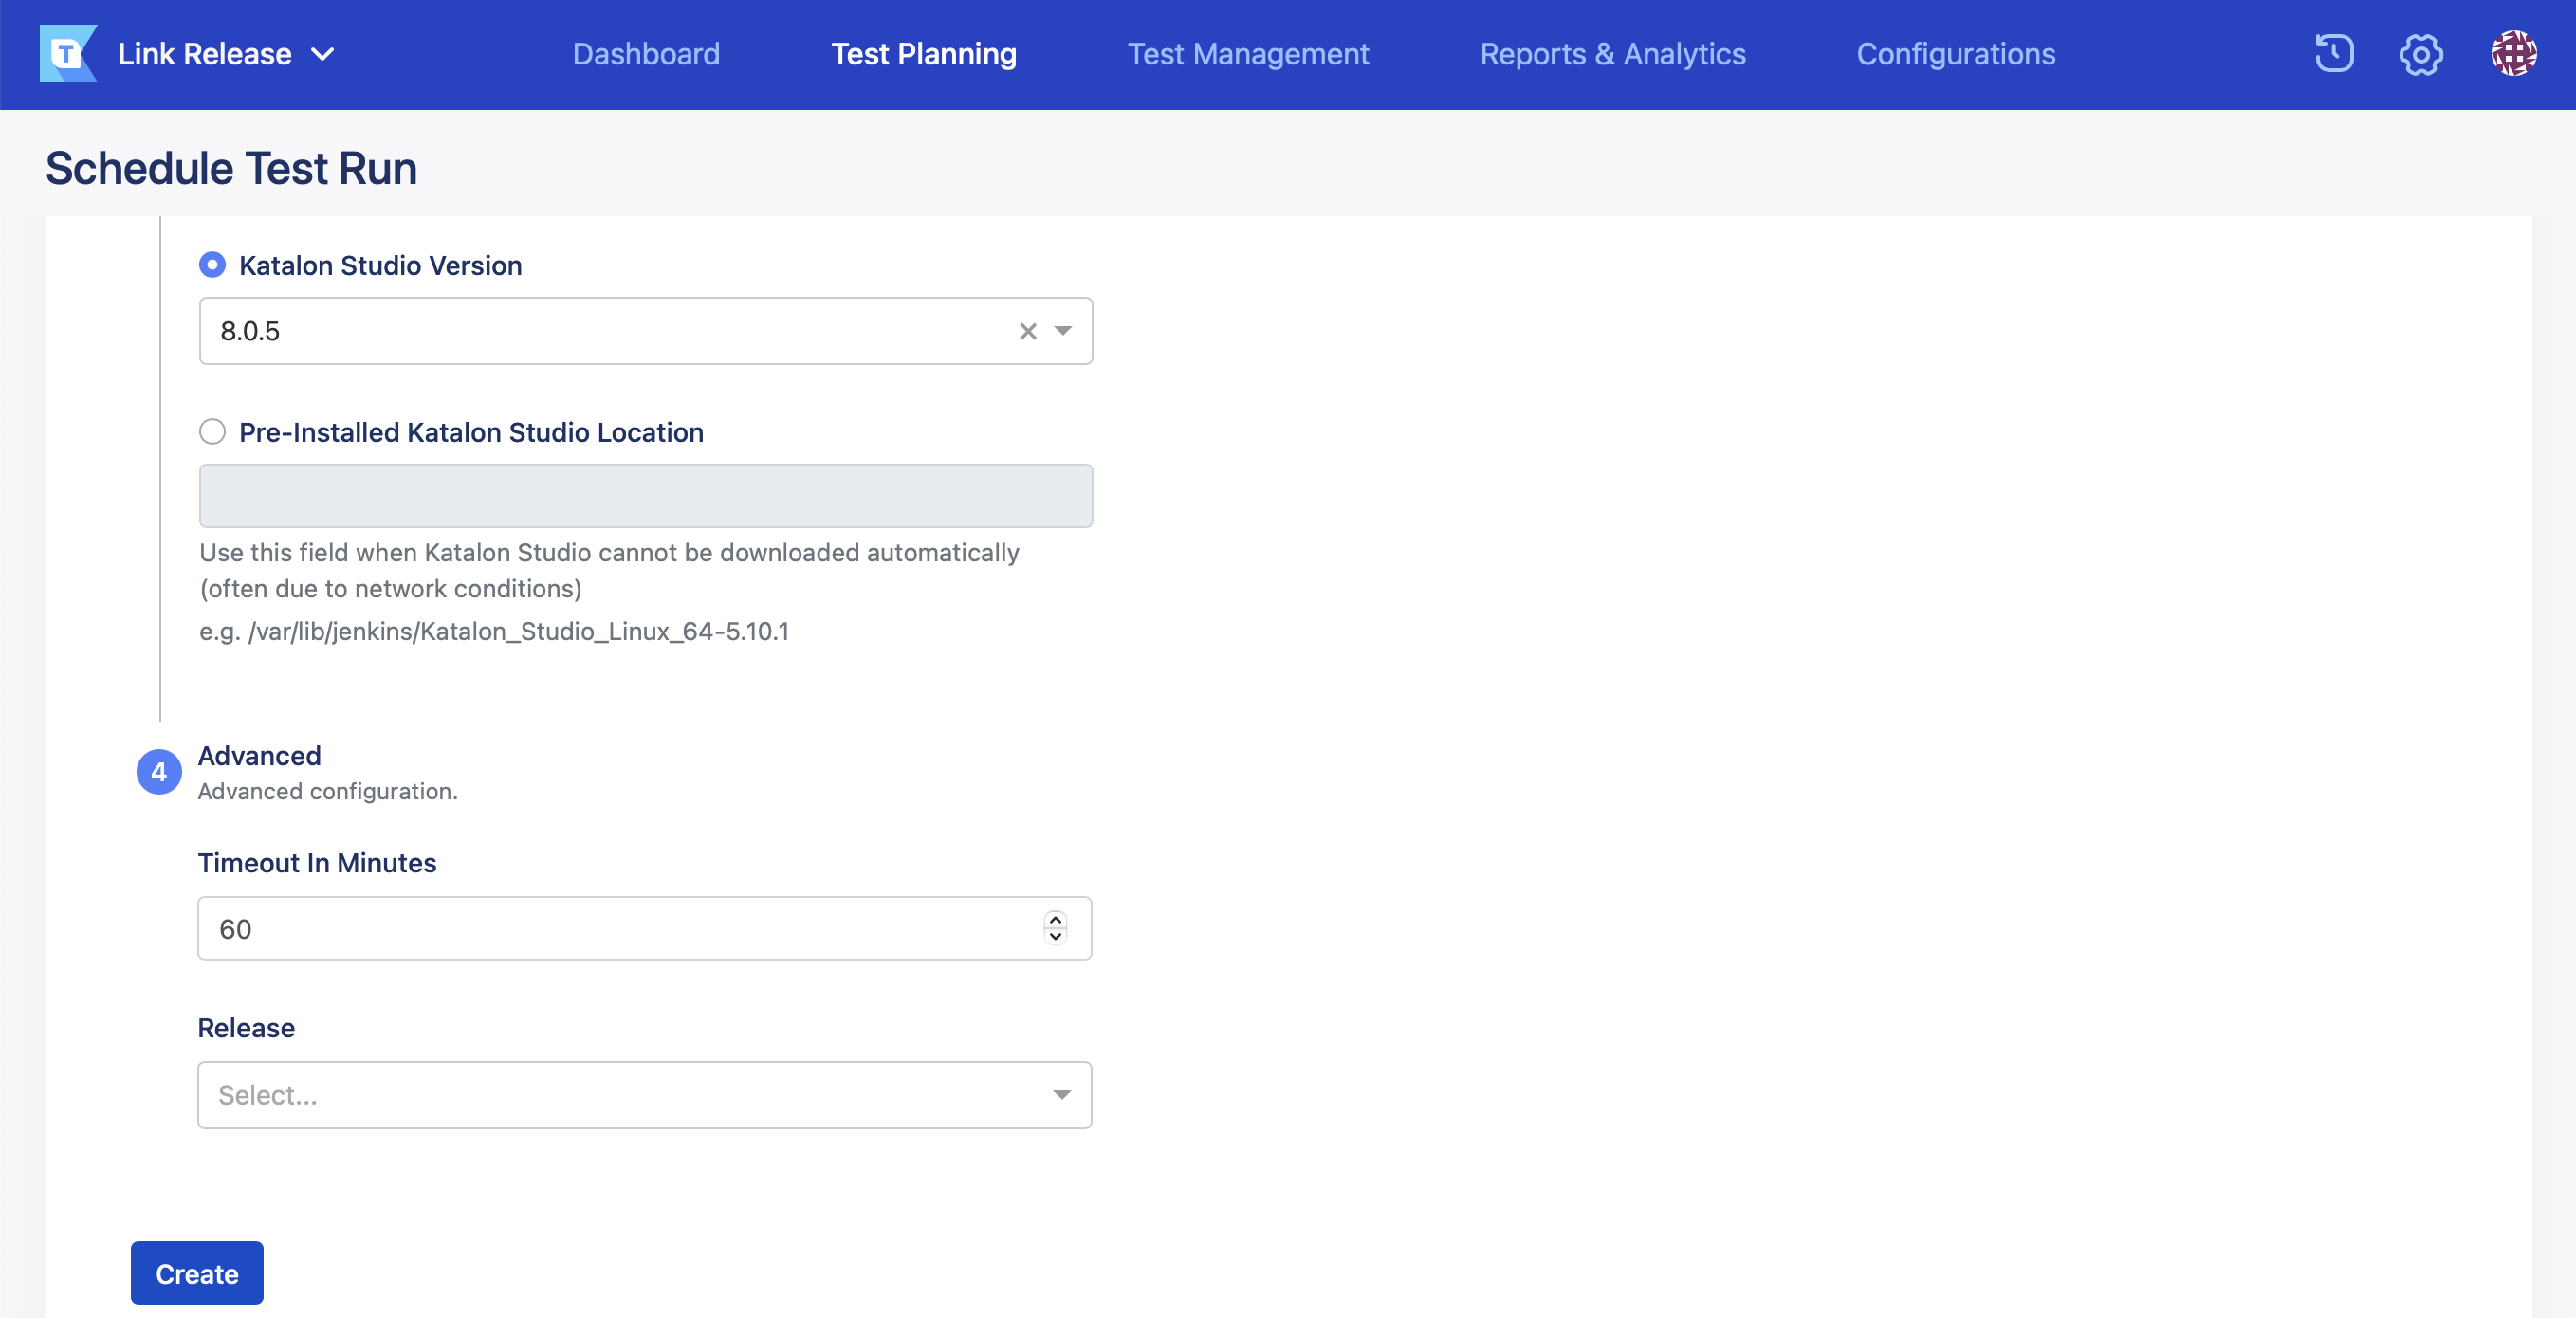 T
Link Release
Dashboard
Test Planning
Test Management
Reports & Analytics
Configurations
Schedule Test Run
Katalon Studio Version
8.0.5
Pre-Installed Katalon Studio Location
Use this field when Katalon Studio cannot be downloaded automatically
(often due to network conditions)
e.g. /var/lib/jenkins/Katalon_Studio_Linux_64-5.10.1
4
Advanced
Advanced configuration.
Timeout In Minutes
60
Release
Select...
Create